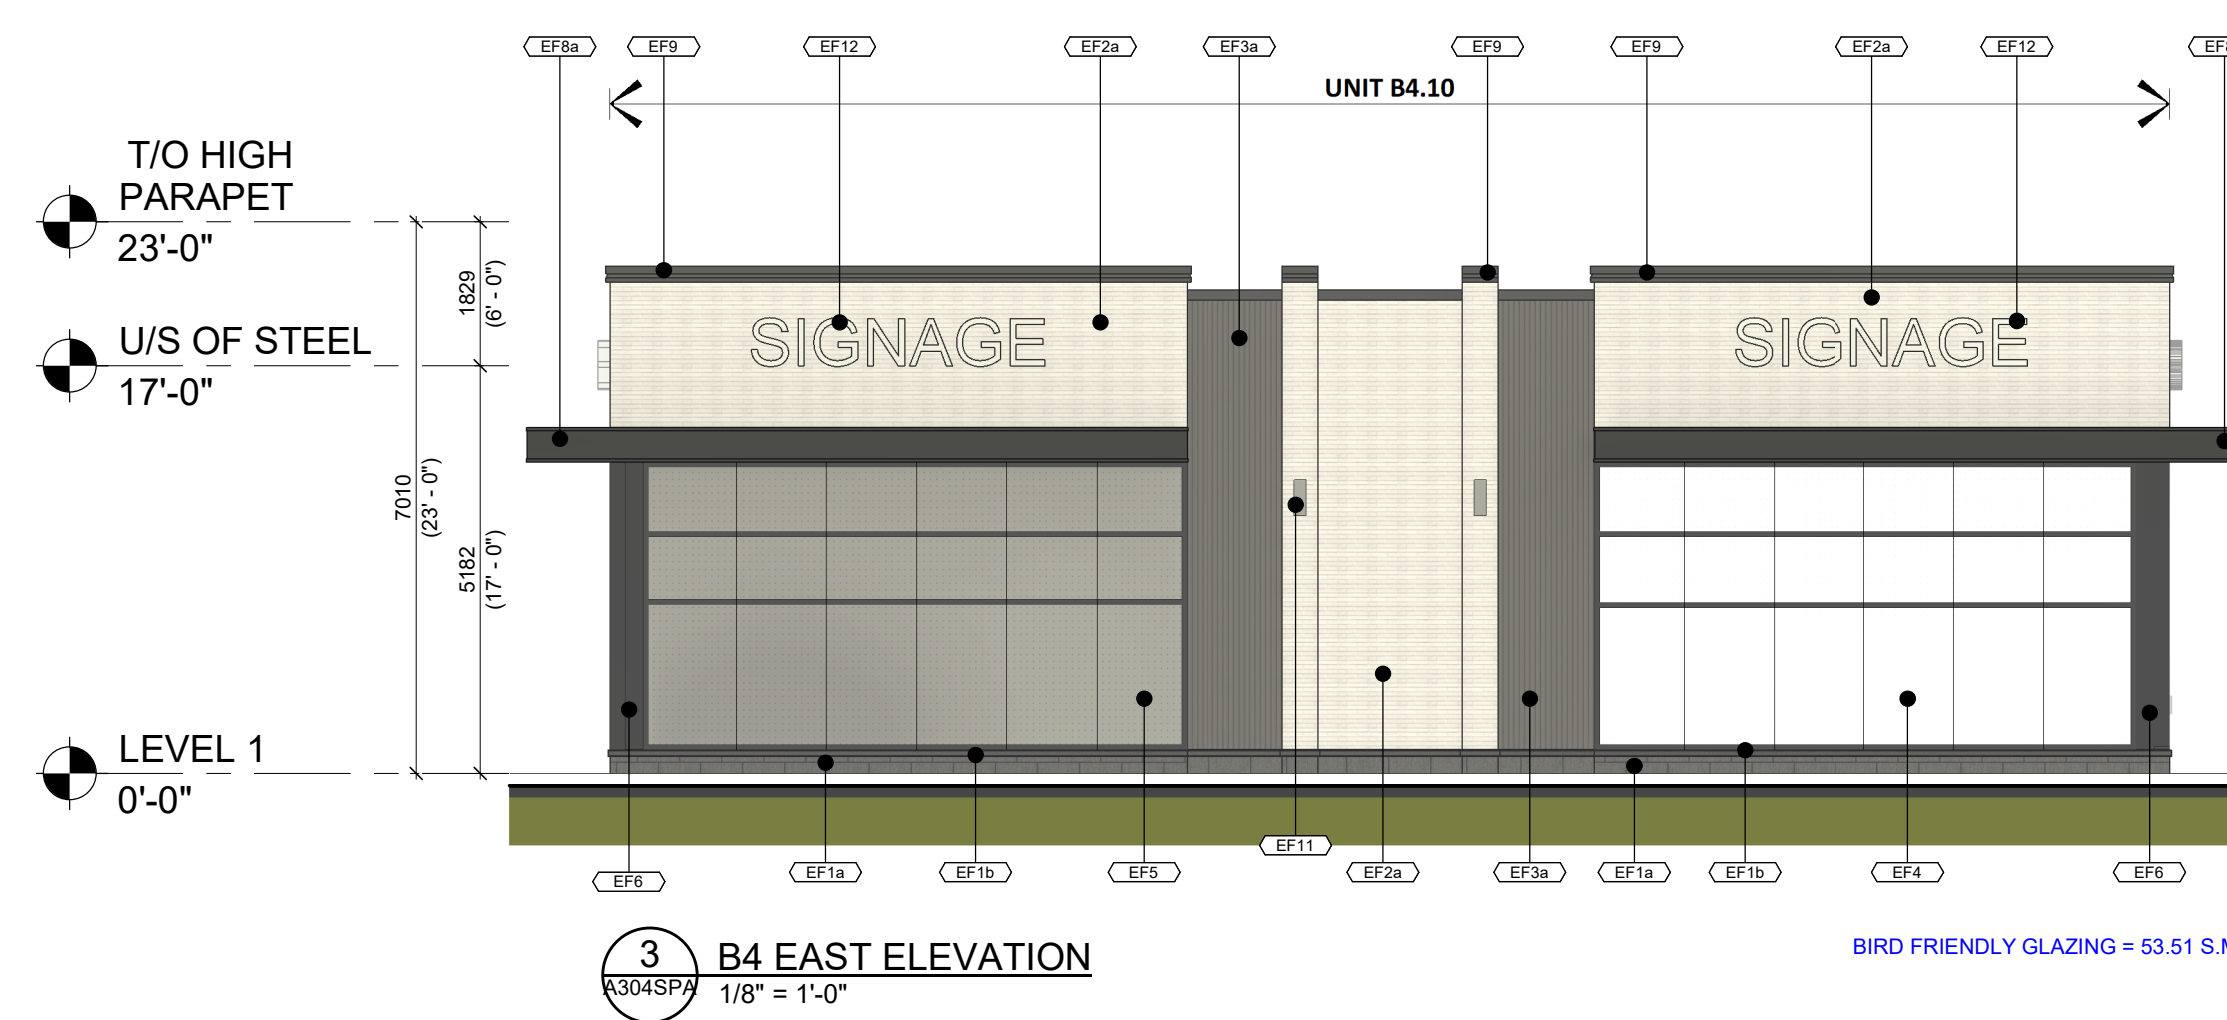 EF8a EF9 EF12 EF2a EF3a EF9 EF9 EF2a EF12
UNIT B4.10
T/O HIGH
PARAPET
23'-0"
U/S OF STEEL
17'-0"
LEVEL 1
0'-0"
1829
(6' - 0")
7010
(23' - 0")
5182
(17' - 0")
SIGNAGE SIGNAGE
EF11
EF6 EF1a EF1b EF5 EF2a EF3a EF1a EF1b EF4 EF6
3
A304SPA
B4 EAST ELEVATION
1/8" = 1'-0"
BIRD FRIENDLY GLAZING = 53.51 S.M